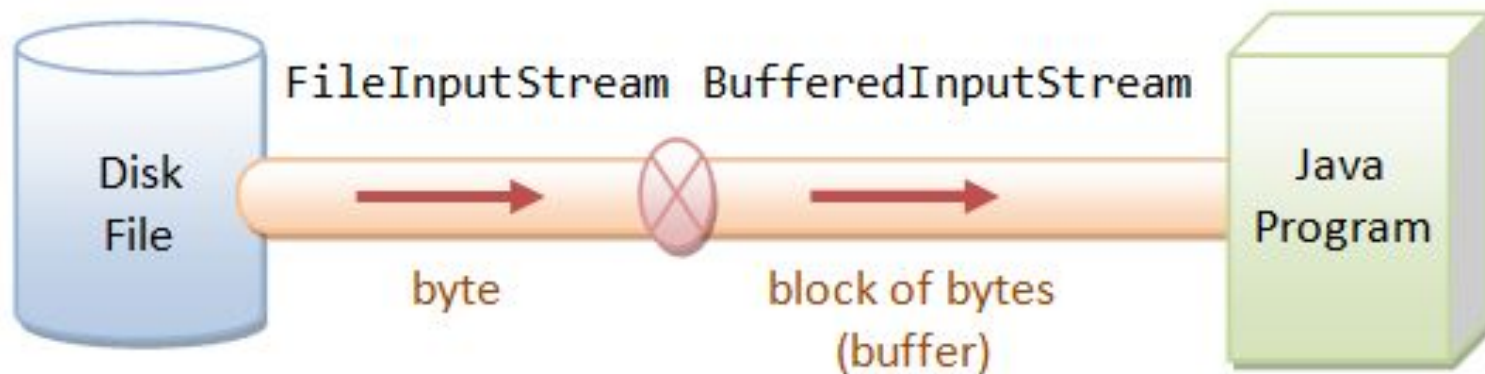 FileInputStream BufferedInputStream
Disk
File
Java
Program
byte
block of bytes
(buffer)